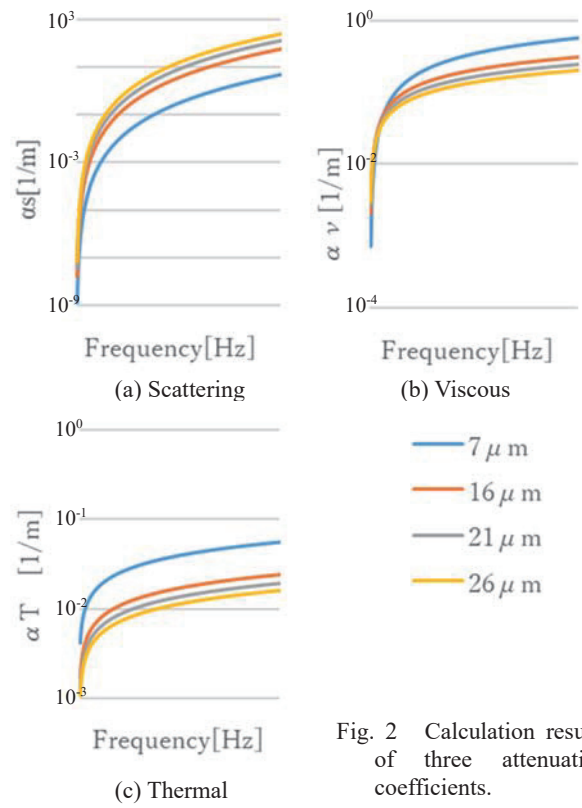 10³
αs[1/m]
10⁻³
10⁻⁹
Frequency[Hz]
(a) Scattering
10⁰
α ν [1/m]
10⁻²
10⁻⁴
Frequency[Hz]
(b) Viscous
10⁰
10⁻¹
α T [1/m]
10⁻²
10⁻³
Frequency[Hz]
(c) Thermal
7 μ m
16 μ m
21 μ m
26 μ m
Fig. 2 Calculation resu
of three attenuati
coefficients.